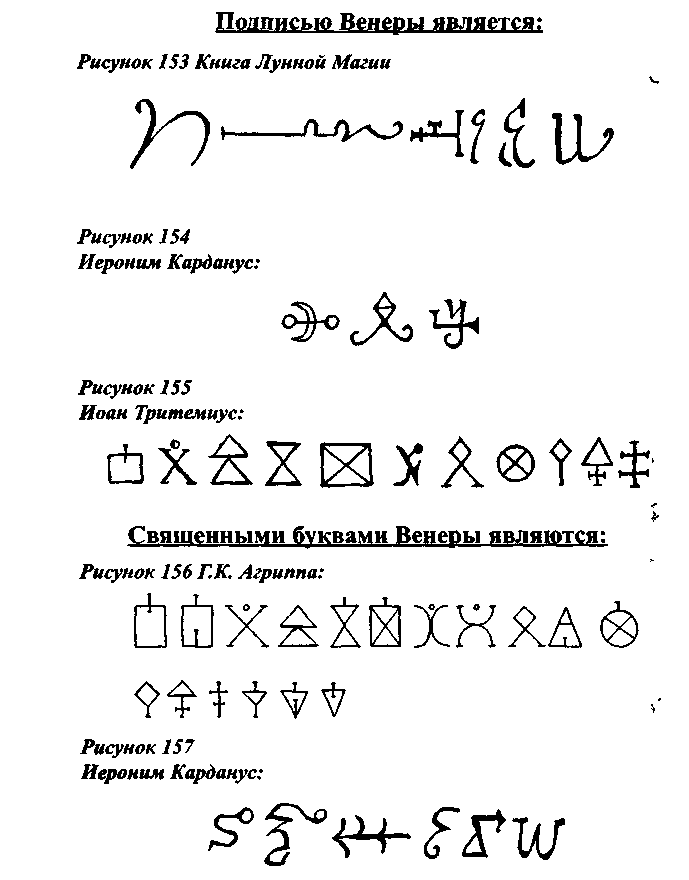 Подписью Венеры является:
Рисунок 153 Книга Лунной Магии
Рисунок 154
Иероним Карданус:
Рисунок 155
Иоан Тритемиус:
Священными буквами Венеры являются:
Рисунок 156 Г.К. Агриппа:
Рисунок 157
Иероним Карданус: